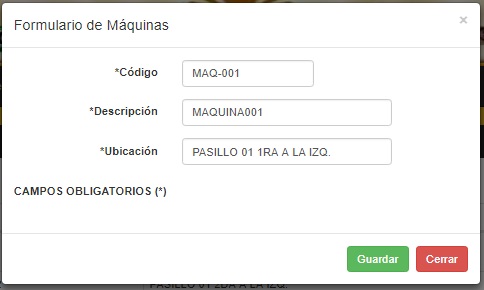 Formulario de Máquinas ×
*Código MAQ-001
*Descripción MAQUINA001
*Ubicación PASILLO 01 1RA A LA IZQ.
CAMPOS OBLIGATORIOS (*)
Guardar Cerrar
PASILLO 01 2DA A LA IZQ.